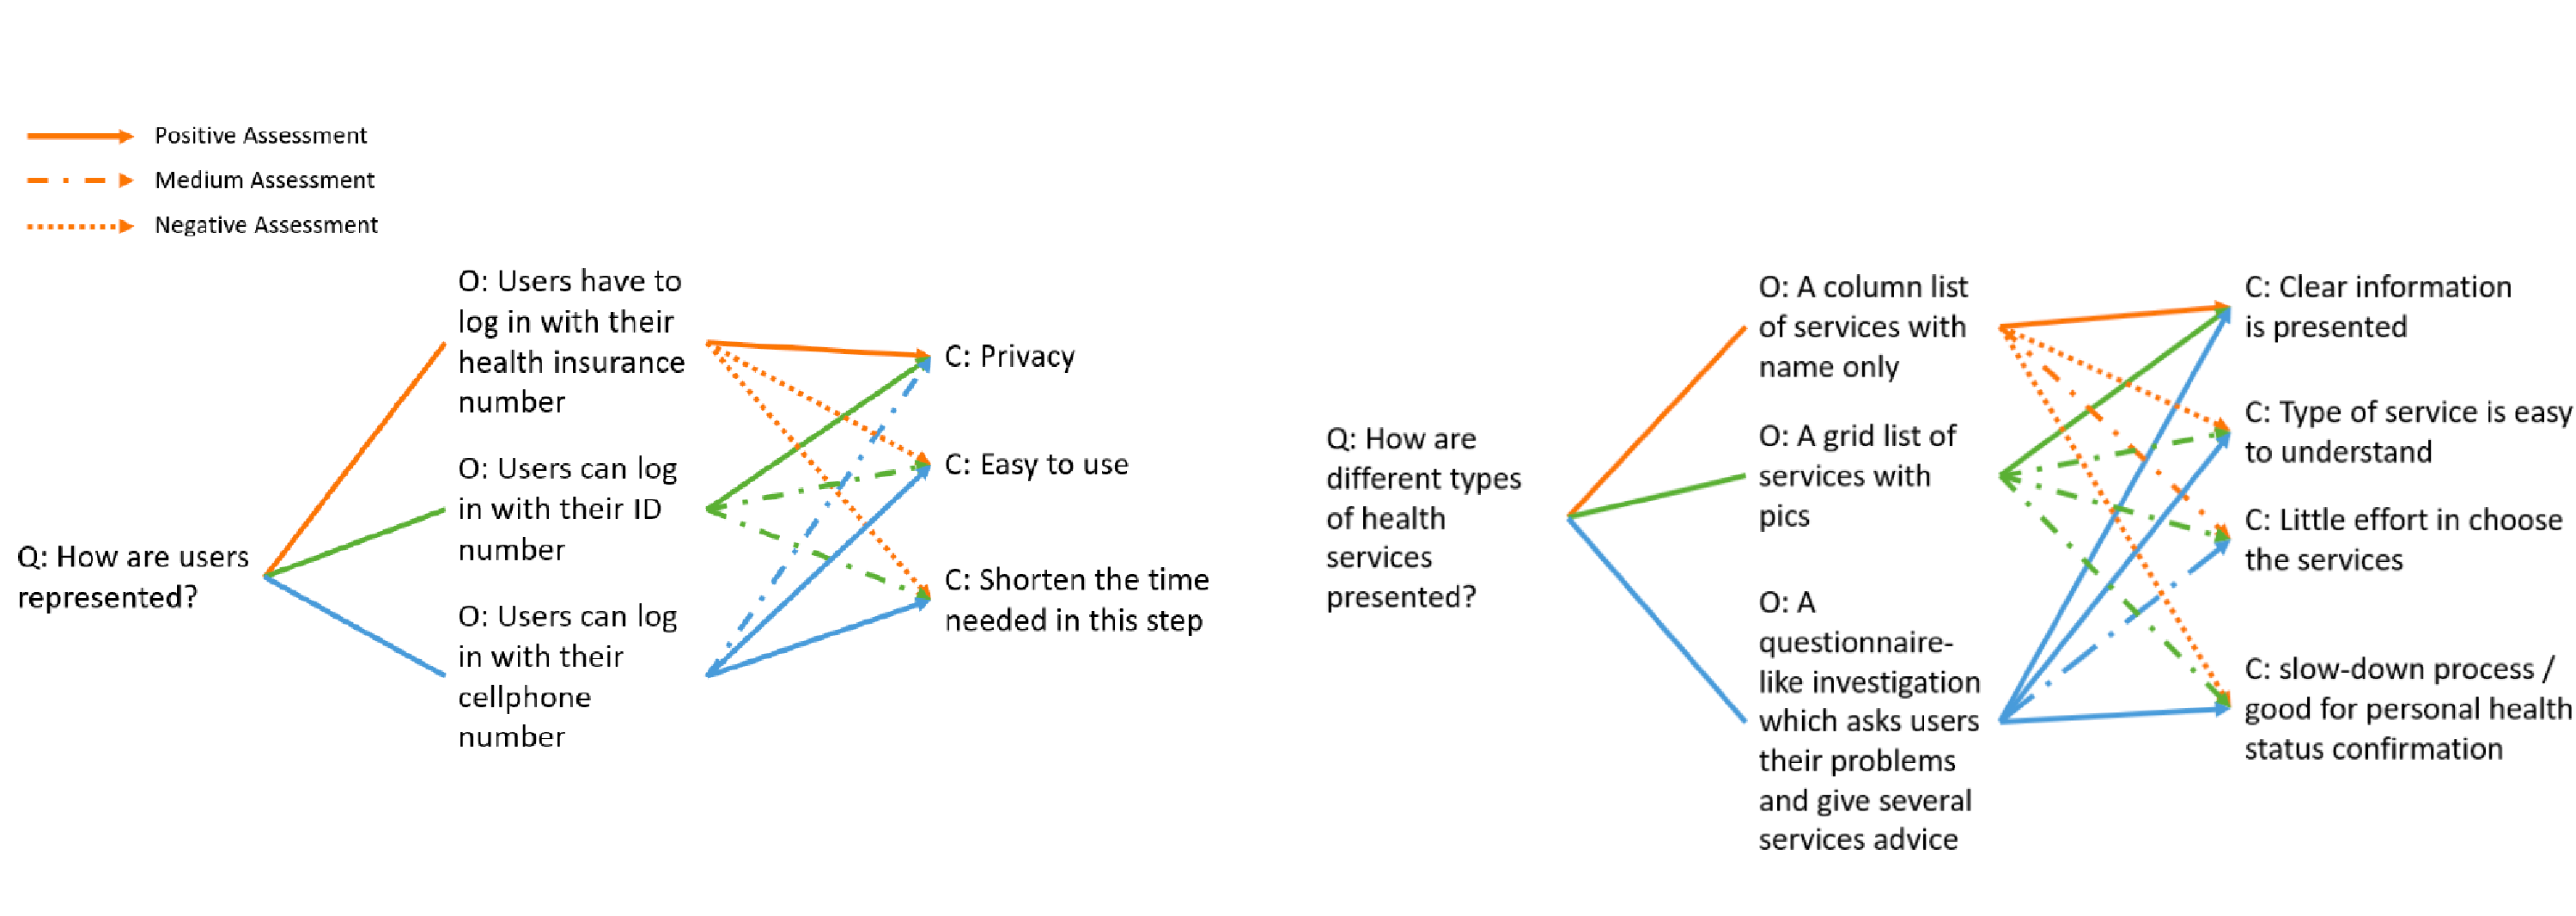 Positive Assessment
Medium Assessment
Negative Assessment
Q: How are users
represented?
O: Users have to
log in with their
health insurance
number
O: Users can log
in with their ID
number
O: Users can log
in with their
cellphone
number
C: Privacy
C: Easy to use
C: Shorten the time
needed in this step
Q: How are
different types
of health
services
presented?
O: A column list
of services with
name only
O: A grid list of
services with
pics
O: A
questionnaire-
like investigation
which asks users
their problems
and give several
services advice
C: Clear information
is presented
C: Type of service is easy
to understand
C: Little effort in choose
the services
C: slow-down process /
good for personal health
status confirmation